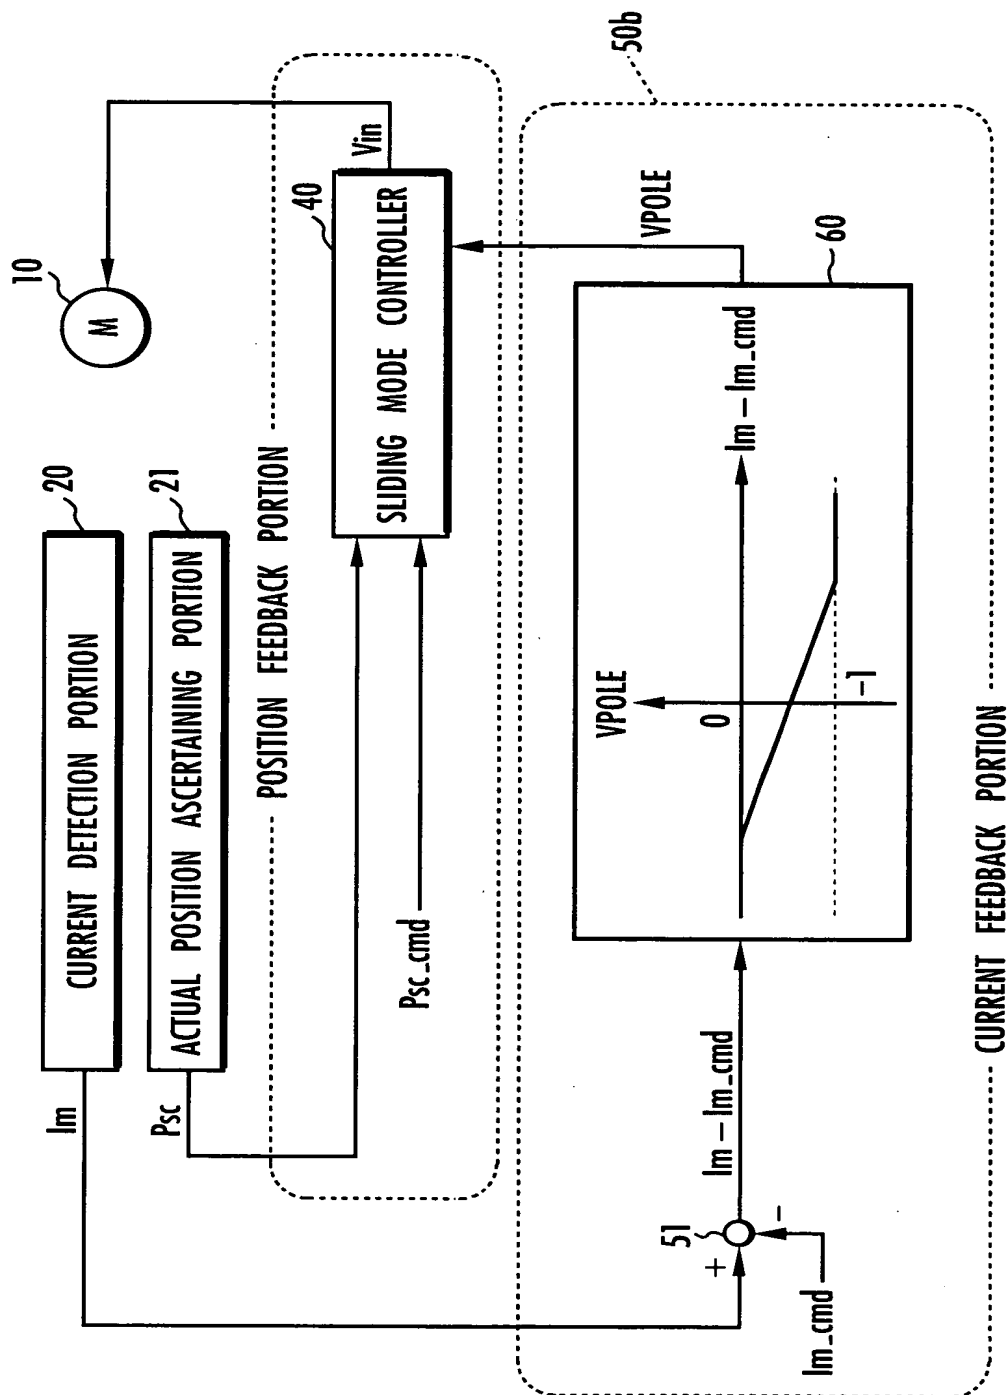 10
M
20
CURRENT DETECTION PORTION
Im
21
ACTUAL POSITION ASCERTAINING PORTION
Psc
POSITION FEEDBACK PORTION
40
SLIDING MODE CONTROLLER
Vin
Psc_cmd
50b
VPOLE
51
+
-
Im_cmd
Im – Im_cmd
60
VPOLE
0
Im – Im_cmd
-1
CURRENT FEEDBACK PORTION